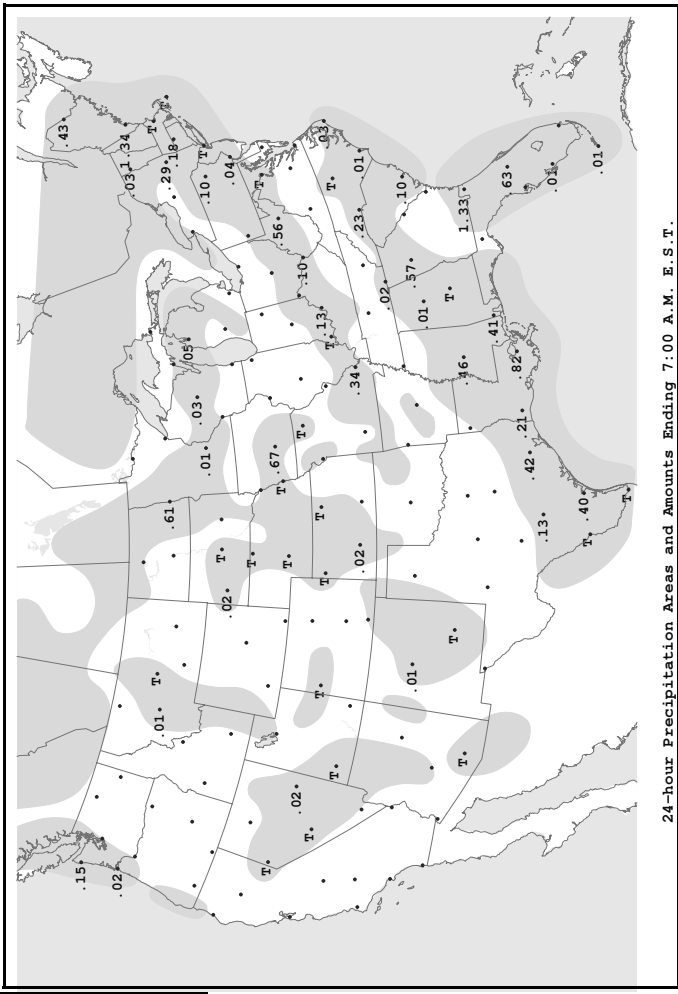 .43
.15
.02
1.34
.03
T
T
.01
T
.29
.61
.18
.05
.03
T
.01
.10
T
.02
.04
T
T
T
.67
.56
T
T
.02
T
.10
T
T
T
.13
.03
T
T
T
T
.34
.02
.23
.01
.02
.10
.01
.57
.01
T
T
T
.46
1.33
.41
.63
.82
.21
.42
.13
.01
.40
T
.01
T
24-hour Precipitation Areas and Amounts Ending 7:00 A.M. E.S.T.